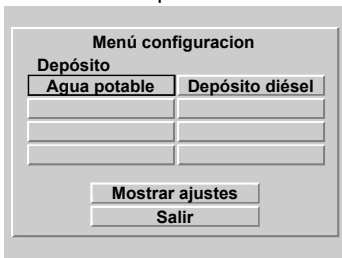 Menú configuracion
Depósito
Agua potable Depósito diésel
Mostrar ajustes
Salir